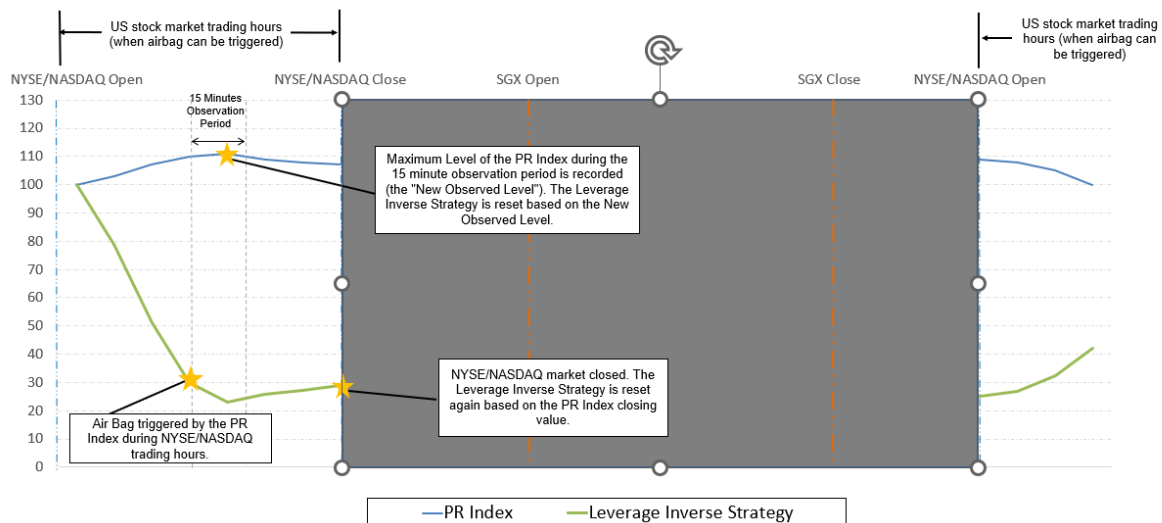 US stock market trading hours
(when airbag can be triggered)
US stock market trading
hours (when airbag can
be triggered)
NYSE/NASDAQ Open
NYSE/NASDAQ Close
SGX Open
SGX Close
NYSE/NASDAQ Open
15 Minutes
Observation
Period
130
120
110
100
90
80
70
60
50
40
30
20
10
0
Maximum Level of the PR Index during the
15 minute observation period is recorded
(the "New Observed Level"). The Leverage
Inverse Strategy is reset based on the New
Observed Level.
NYSE/NASDAQ market closed. The
Leverage Inverse Strategy is reset
again based on the PR Index closing
value.
Air Bag triggered by the PR
Index during NYSE/NASDAQ
trading hours.
PR Index
Leverage Inverse Strategy